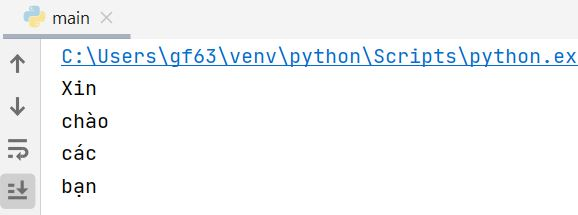 main
C:\Users\gf63\venv\python\Scripts\python.ex
Xin
chào
các
bạn